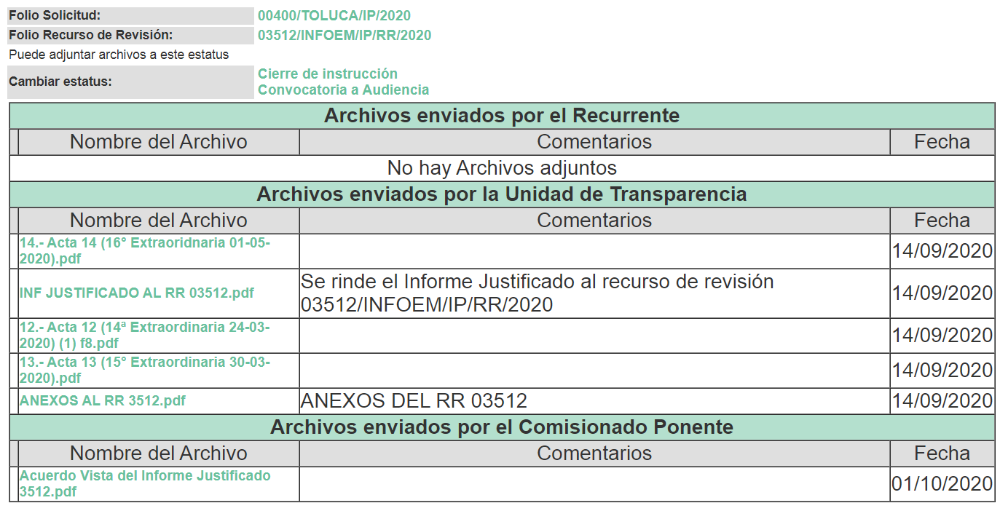 Folio Solicitud: 00400/TOLUCA/IP/2020
Folio Recurso de Revisión: 03512/INFOEM/IP/RR/2020
Puede adjuntar archivos a este estatus
Cambiar estatus:
Cierre de instrucción
Convocatoria a Audiencia
Archivos enviados por el Recurrente
Nombre del Archivo Comentarios Fecha
No hay Archivos adjuntos
Archivos enviados por la Unidad de Transparencia
Nombre del Archivo Comentarios Fecha
14.- Acta 14 (16° Extraoridnaria 01-05-
2020).pdf
14/09/2020
INF JUSTIFICADO AL RR 03512.pdf
Se rinde el Informe Justificado al recurso de revisión
03512/INFOEM/IP/RR/2020
14/09/2020
12.- Acta 12 (14ª Extraordinaria 24-03-
2020) (1) f8.pdf
14/09/2020
13.- Acta 13 (15° Extraordinaria 30-03-
2020).pdf
14/09/2020
ANEXOS AL RR 3512.pdf ANEXOS DEL RR 03512 14/09/2020
Archivos enviados por el Comisionado Ponente
Nombre del Archivo Comentarios Fecha
Acuerdo Vista del Informe Justificado
3512.pdf
01/10/2020